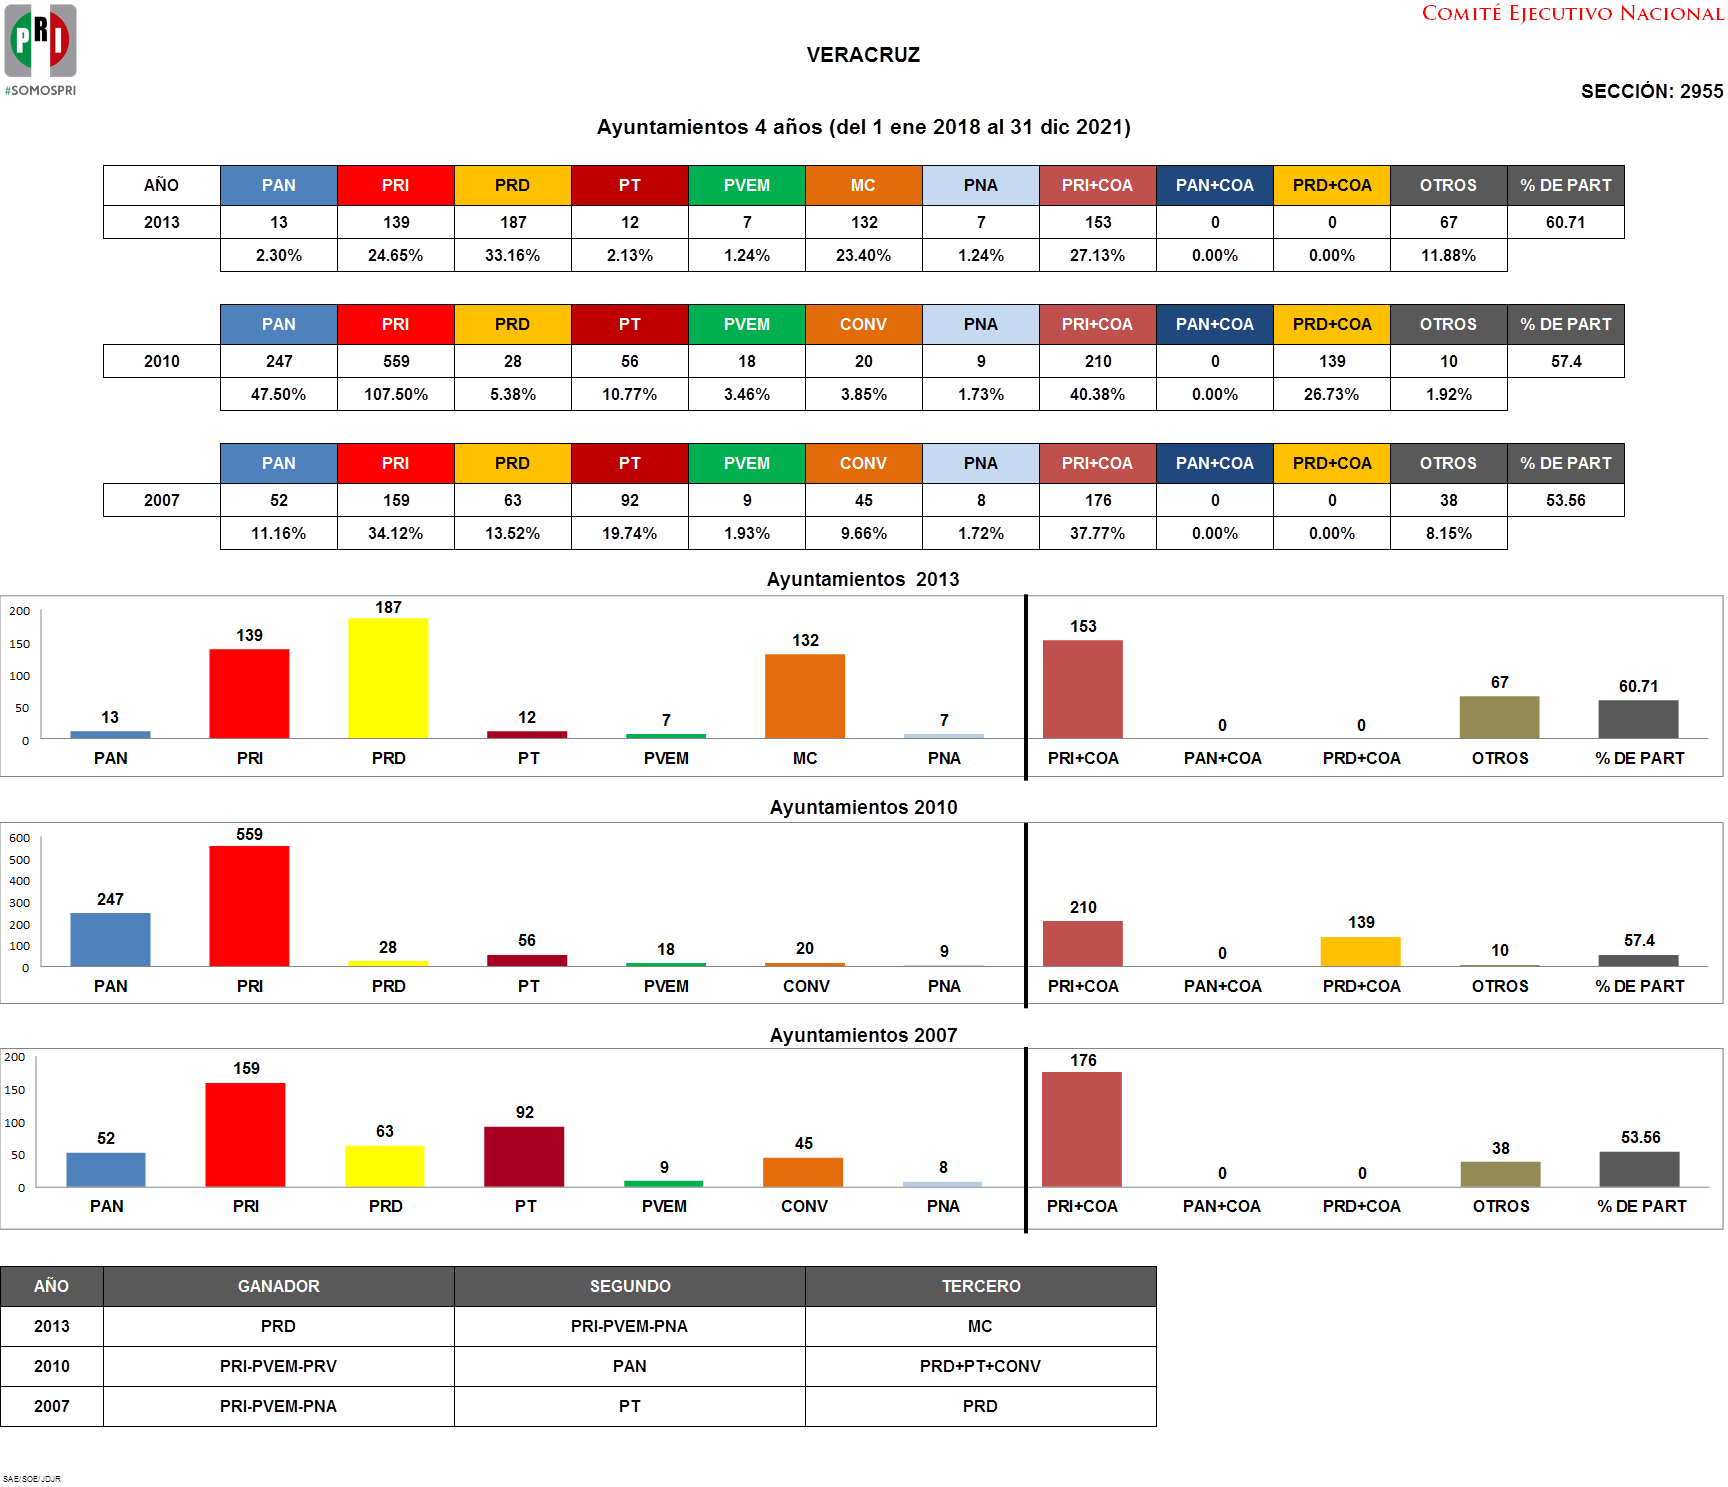 PRI
#SOMOSPRI
COMITÉ EJECUTIVO NACIONAL
VERACRUZ
SECCIÓN: 2955
Ayuntamientos 4 años (del 1 ene 2018 al 31 dic 2021)
AÑO PAN PRI PRD PT PVEM MC PNA PRI+COA PAN+COA PRD+COA OTROS % DE PART
2013 13 139 187 12 7 132 7 153 0 0 67 60.71
2.30% 24.65% 33.16% 2.13% 1.24% 23.40% 1.24% 27.13% 0.00% 0.00% 11.88%
PAN PRI PRD PT PVEM CONV PNA PRI+COA PAN+COA PRD+COA OTROS % DE PART
2010 247 559 28 56 18 20 9 210 0 139 10 57.4
47.50% 107.50% 5.38% 10.77% 3.46% 3.85% 1.73% 40.38% 0.00% 26.73% 1.92%
PAN PRI PRD PT PVEM CONV PNA PRI+COA PAN+COA PRD+COA OTROS % DE PART
2007 52 159 63 92 9 45 8 176 0 0 38 53.56
11.16% 34.12% 13.52% 19.74% 1.93% 9.66% 1.72% 37.77% 0.00% 0.00% 8.15%
Ayuntamientos 2013
200
150
100
50
0
13 139 187 12 7 132 7 153 0 0 67 60.71
PAN PRI PRD PT PVEM MC PNA PRI+COA PAN+COA PRD+COA OTROS % DE PART
Ayuntamientos 2010
600
500
400
300
200
100
0
247 559 28 56 18 20 9 210 0 139 10 57.4
PAN PRI PRD PT PVEM CONV PNA PRI+COA PAN+COA PRD+COA OTROS % DE PART
Ayuntamientos 2007
200
150
100
50
0
52 159 63 92 9 45 8 176 0 0 38 53.56
PAN PRI PRD PT PVEM CONV PNA PRI+COA PAN+COA PRD+COA OTROS % DE PART
AÑO GANADOR SEGUNDO TERCERO
2013 PRD PRI-PVEM-PNA MC
2010 PRI-PVEM-PRV PAN PRD+PT+CONV
2007 PRI-PVEM-PNA PT PRD
SAE/SOE/JDJR